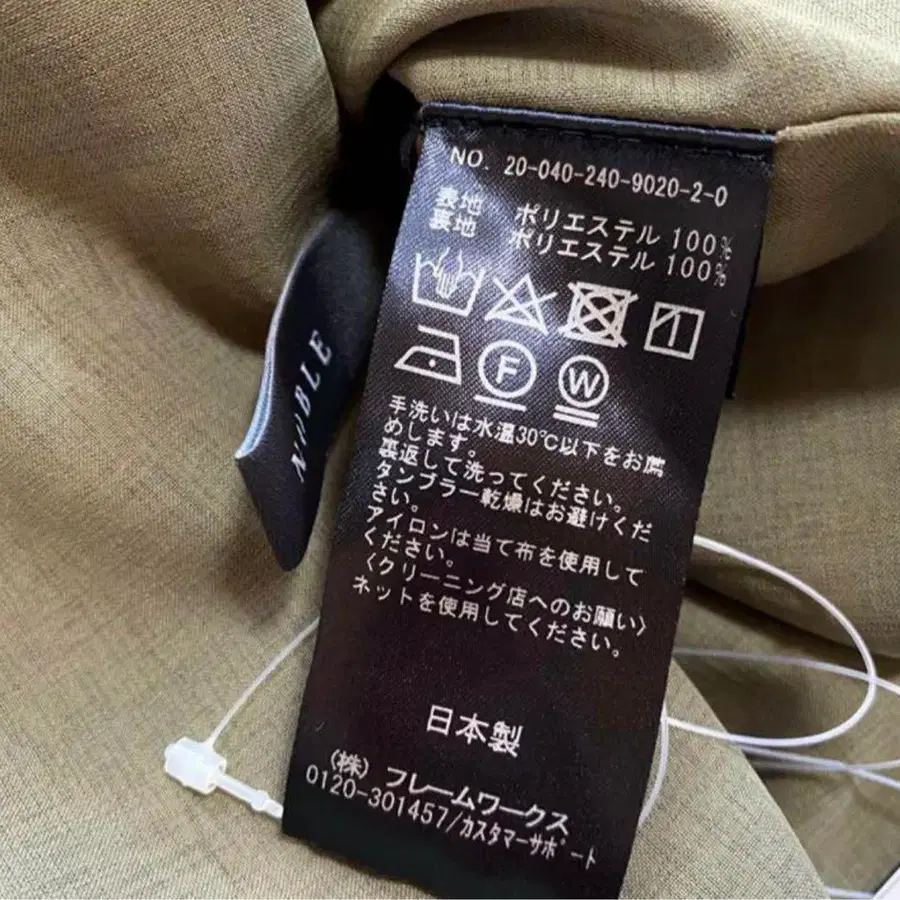 NO. 20-040-240-9020-2-0
表地 ポリエステル 100%
裏地 ポリエステル 100%
F
W
手洗いは水温30℃以下をお薦
めします。
裏返して洗ってください。
タンブラー乾燥はお避けくだ
さい。
アイロンは当て布を使用して
ください。
〈クリーニング店へのお願い〉
ネットを使用してください。
日本製
(株) フレームワークス
0120-301457/カスタマーサポート
NOBLE